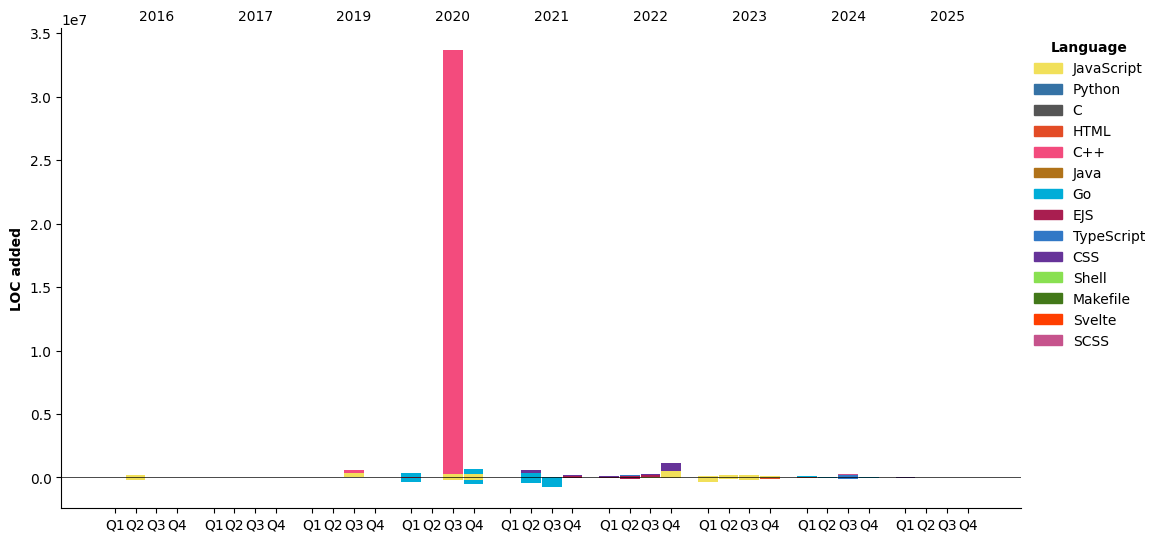 2016 2017 2019 2020 2021 2022 2023 2024 2025
1e7
3.5
3.0
2.5
2.0
1.5
1.0
0.5
0.0
LOC added
Q1 Q2 Q3 Q4 Q1 Q2 Q3 Q4 Q1 Q2 Q3 Q4 Q1 Q2 Q3 Q4 Q1 Q2 Q3 Q4 Q1 Q2 Q3 Q4 Q1 Q2 Q3 Q4 Q1 Q2 Q3 Q4 Q1 Q2 Q3 Q4
Language
JavaScript
Python
C
HTML
C++
Java
Go
EJS
TypeScript
CSS
Shell
Makefile
Svelte
SCSS